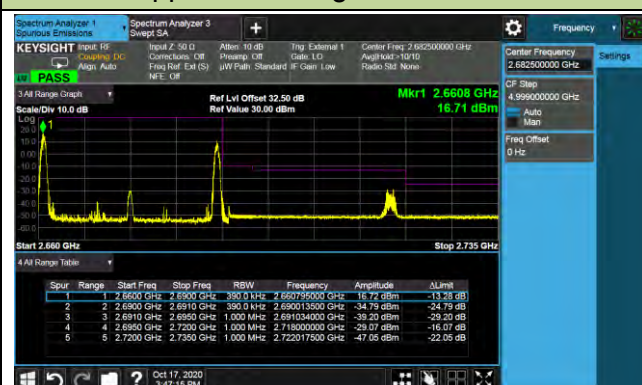 Spectrum Analyzer 1
Spurious Emissions
Spectrum Analyzer 3
Swept SA
+
Frequency
KEYSIGHT
Input: RF
Coupling: DC
Align: Auto
Input Z: 50 Ω
Corrections: Off
Freq Ref: Ext (S)
NFE: Off
Atten: 10 dB
Preamp: Off
µW Path: Standard
Trig: External 1
Gate: LO
IF Gain: Low
Center Freq: 2.682500000 GHz
Avg|Hold:>10/10
Radio Std: None
PASS
Center Frequency
2.682500000 GHz
Settings
CF Step
4.999000000 GHz
Auto
Man
Freq Offset
0 Hz
3 All Range Graph
Scale/Div 10.0 dB
Ref Lvl Offset 32.50 dB
Ref Value 30.00 dBm
Mkr1 2.6608 GHz
16.71 dBm
Log
20.0
10.0
0.00
-10.0
-20.0
-30.0
-40.0
-50.0
-60.0
1
Start 2.660 GHz
Stop 2.735 GHz
4 All Range Table
Spur Range Start Freq Stop Freq RBW Frequency Amplitude ΔLimit
1 1 2.6600 GHz 2.6900 GHz 390.0 kHz 2.660795000 GHz 16.72 dBm -13.28 dB
2 2 2.6900 GHz 2.6910 GHz 390.0 kHz 2.690013500 GHz -34.79 dBm -24.79 dB
3 3 2.6910 GHz 2.6950 GHz 1.000 MHz 2.691034000 GHz -39.20 dBm -29.20 dB
4 4 2.6950 GHz 2.7200 GHz 1.000 MHz 2.718000000 GHz -29.07 dBm -16.07 dB
5 5 2.7200 GHz 2.7350 GHz 1.000 MHz 2.722017500 GHz -47.05 dBm -22.05 dB
?
Oct 17, 2020
3:47:15 PM